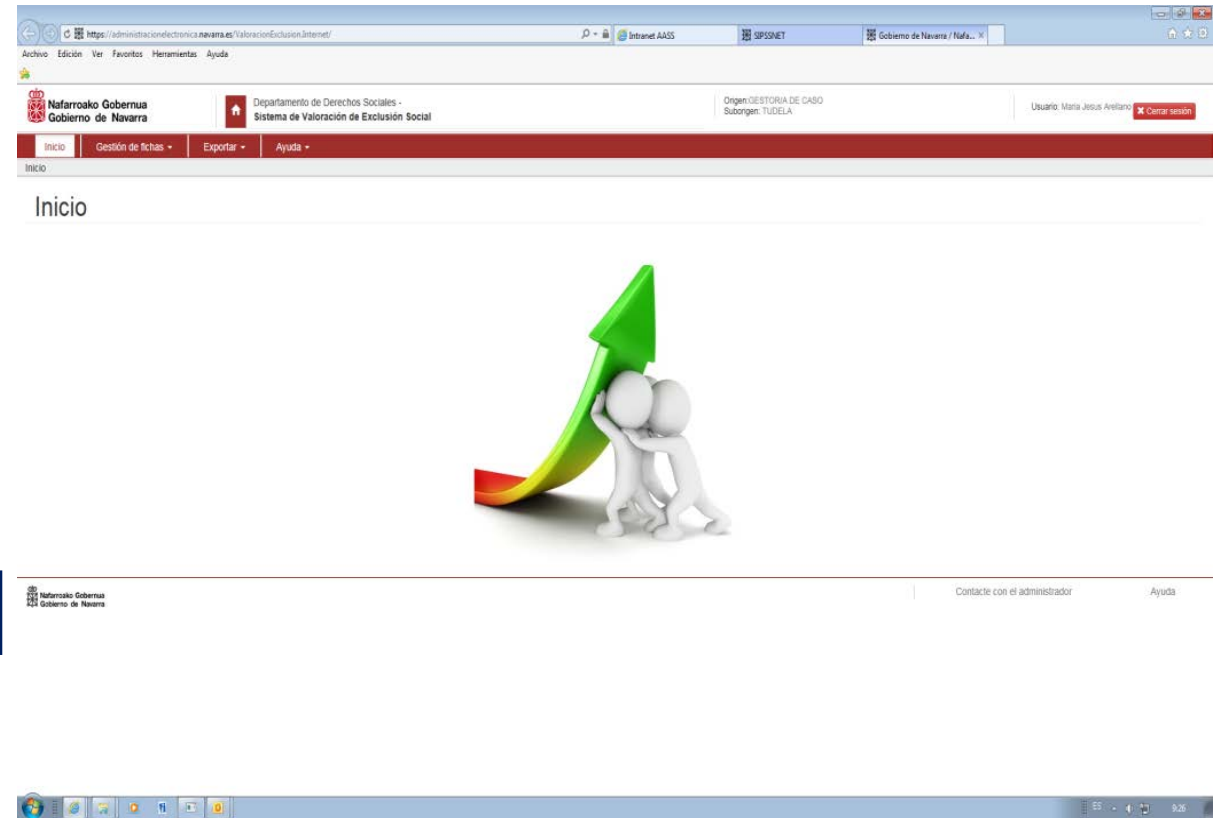 https://administracionelectronica.navarra.es/ValoracionExclusion.Internet/
Intranet AASS
SIPSSNET
Gobierno de Navarra / Nafa...
Archivo Edición Ver Favoritos Herramientas Ayuda
Nafarroako Gobernua
Gobierno de Navarra
Departamento de Derechos Sociales -
Sistema de Valoración de Exclusión Social
Origen:GESTORIA DE CASO
Suborigen: TUDELA
Usuario: Maria Jesus Arellano
Cerrar sesión
Inicio Gestión de fichas Exportar Ayuda
Inicio
Inicio
Nafarroako Gobernua
Gobierno de Navarra
Contacte con el administrador
Ayuda
ES
9:26